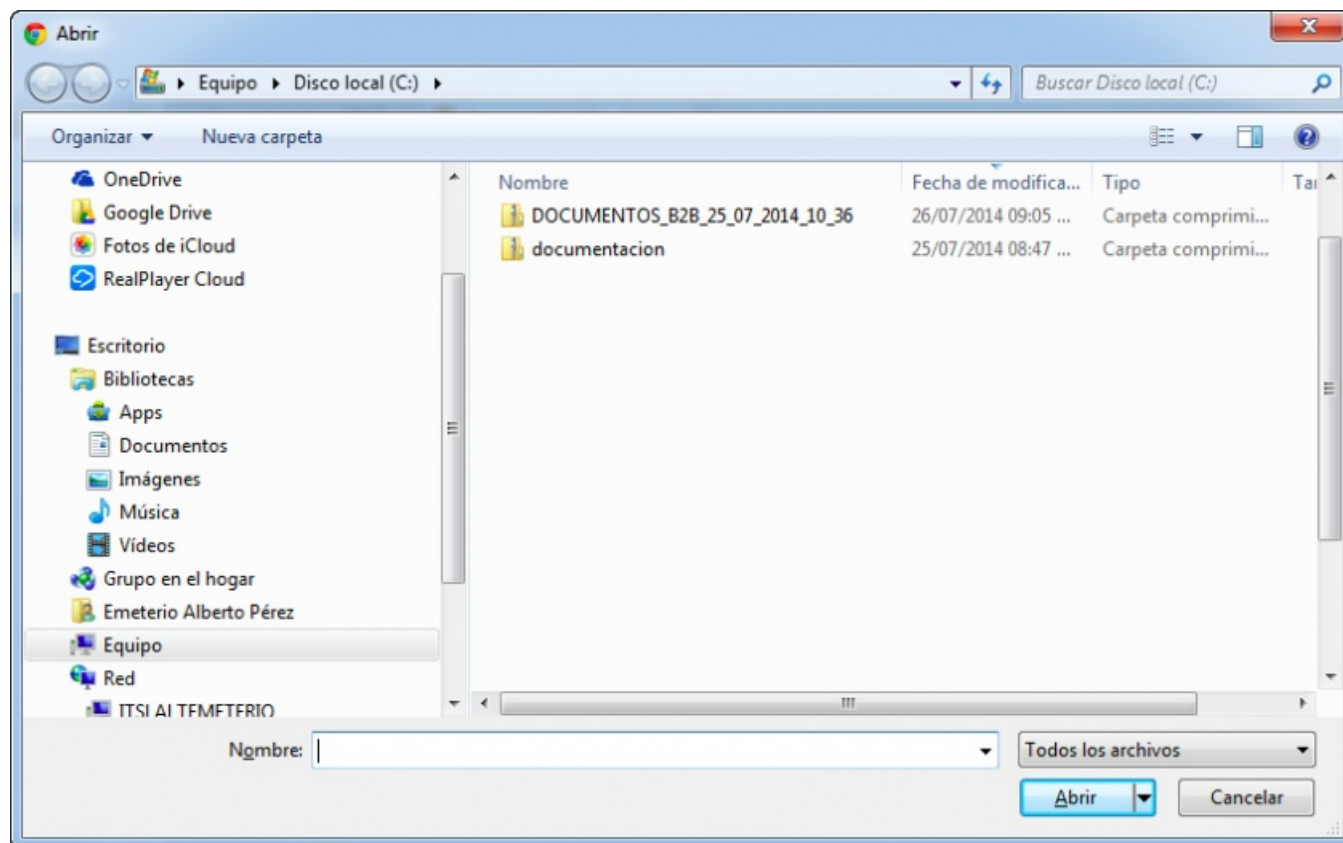 Abrir
Equipo Disco local (C:)
Buscar Disco local (C:)
Organizar Nueva carpeta
OneDrive
Google Drive
Fotos de iCloud
RealPlayer Cloud
Escritorio
Bibliotecas
Apps
Documentos
Imágenes
Música
Vídeos
Grupo en el hogar
Emeterio Alberto Pérez
Equipo
Red
ITSLALTEMETERIO
Nombre Fecha de modifica... Tipo Tai
DOCUMENTOS_B2B_25_07_2014_10_36 26/07/2014 09:05 ... Carpeta comprimi...
documentacion 25/07/2014 08:47 ... Carpeta comprimi...
Nombre:
Todos los archivos
Abrir Cancelar